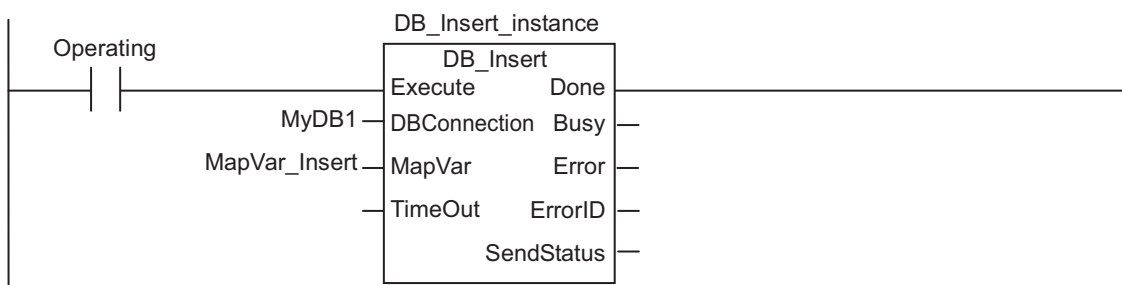 DB_Insert_instance
Operating
DB_Insert
Execute Done
MyDB1 DBConnection Busy
MapVar_Insert MapVar Error
TimeOut ErrorID
SendStatus